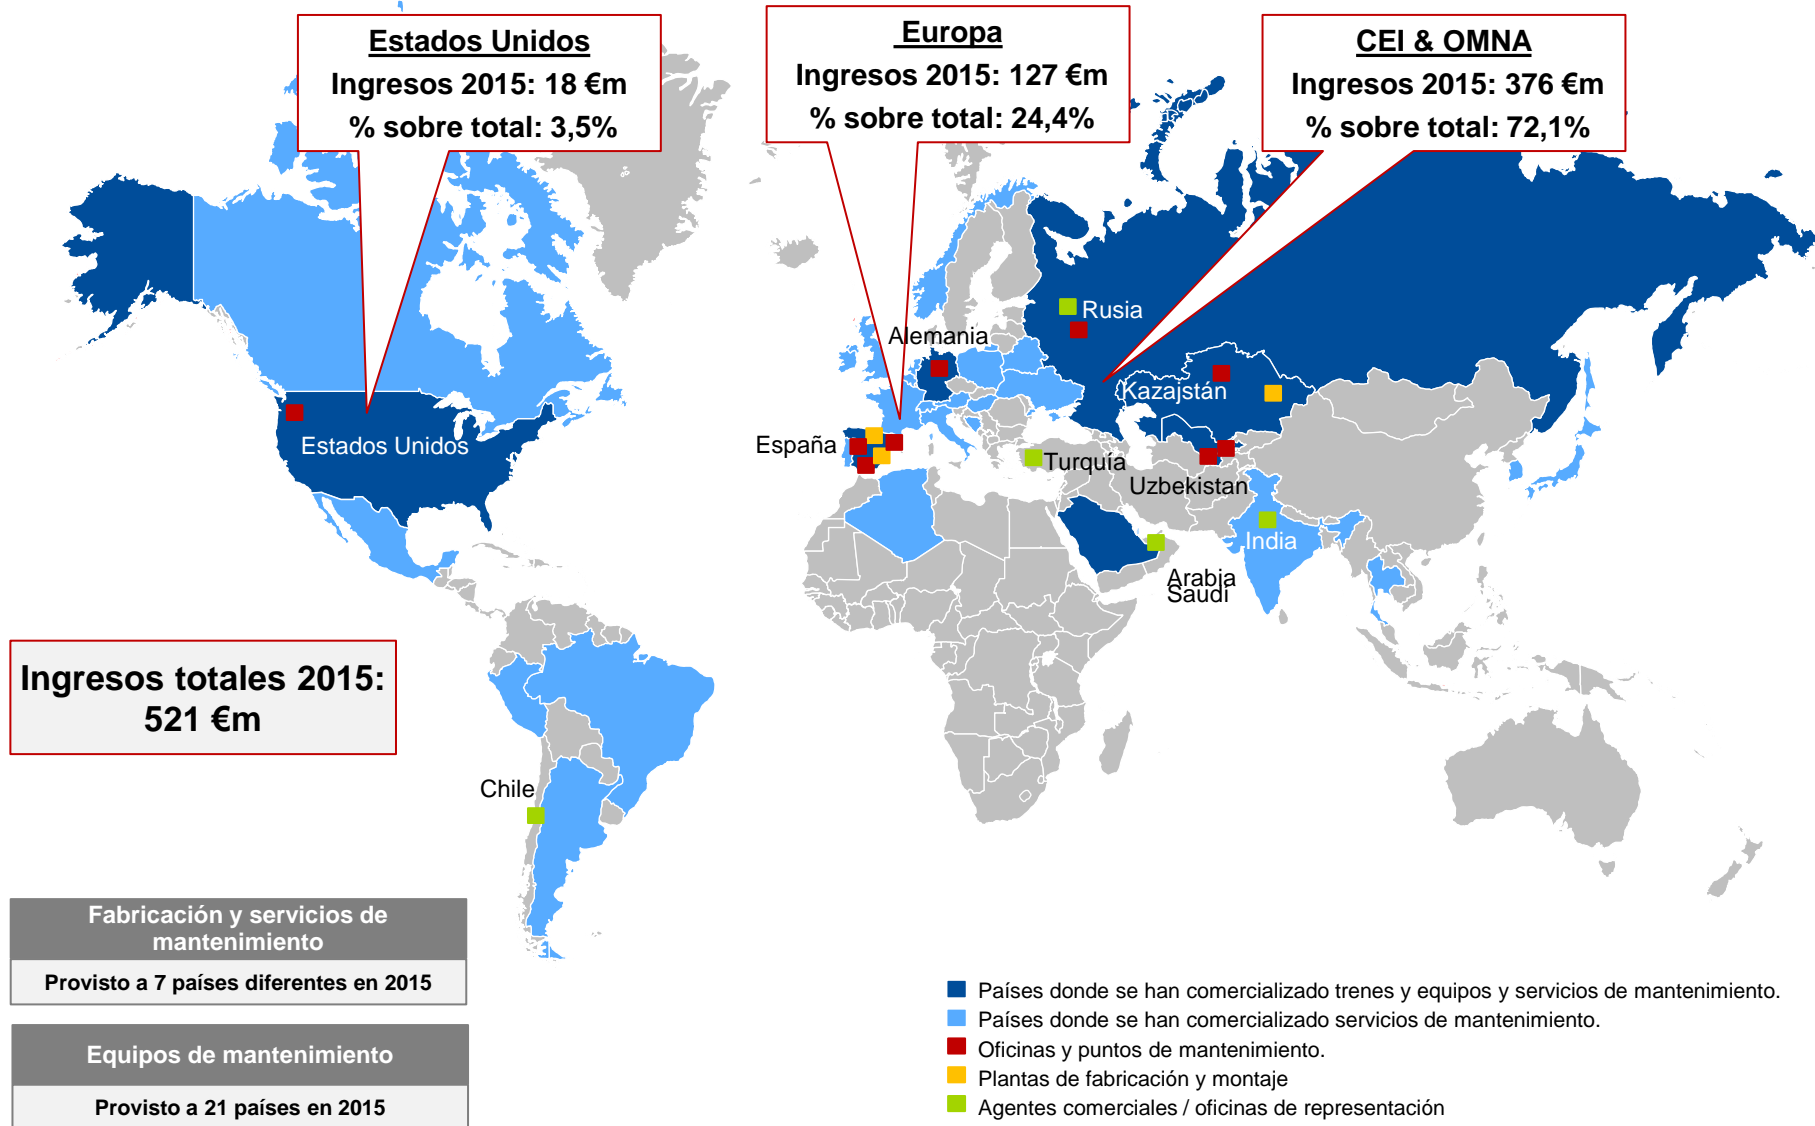 Estados Unidos
Ingresos 2015: 18 €m
% sobre total: 3,5%
Europa
Ingresos 2015: 127 €m
% sobre total: 24,4%
CEI & OMNA
Ingresos 2015: 376 €m
% sobre total: 72,1%
Rusia
Alemania
Kazajstán
Estados Unidos
España
Turquía
Uzbekistan
India
Arabia
Saudí
Ingresos totales 2015:
521 €m
Chile
Fabricación y servicios de
mantenimiento
Provisto a 7 países diferentes en 2015
Equipos de mantenimiento
Provisto a 21 países en 2015
Países donde se han comercializado trenes y equipos y servicios de mantenimiento.
Países donde se han comercializado servicios de mantenimiento.
Oficinas y puntos de mantenimiento.
Plantas de fabricación y montaje
Agentes comerciales / oficinas de representación